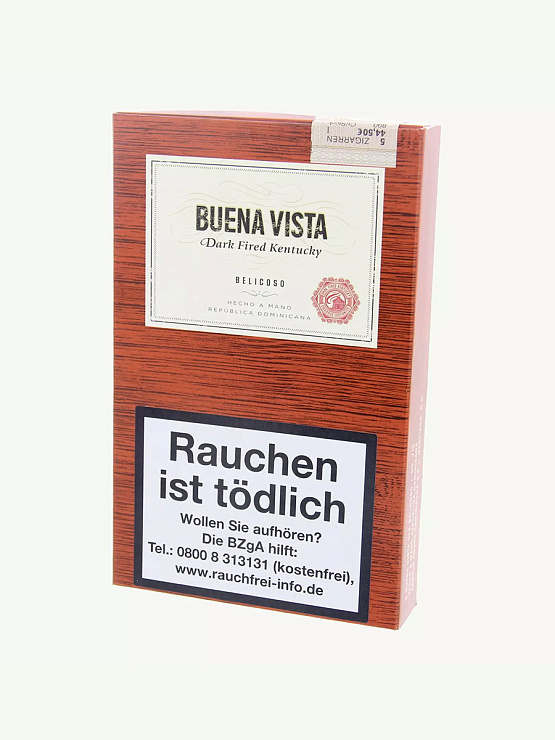 5 ZIGARREN
44,50€
BUENA VISTA
Dark Fired Kentucky
BELICOSO
HECHO A MANO
REPÚBLICA DOMINICANA
Rauchen
ist tödlich
Wollen Sie aufhören?
Die BZgA hilft:
Tel.: 0800 8 313131 (kostenfrei),
www.rauchfrei-info.de